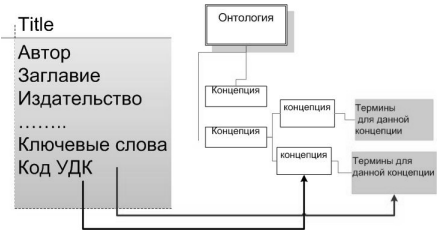 Title
Автор
Заглавие
Издательство
........
Ключевые слова
Код УДК
Онтология
Концепция
Концепция
концепция
концепция
Термины
для данной
концепции
Термины для
данной концепции